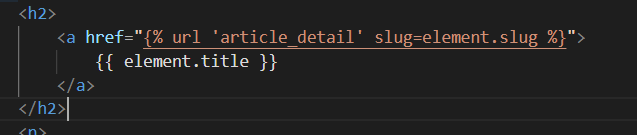 <h2>
<a href="{% url 'article_detail' slug=element.slug %}">
{{ element.title }}
</a>
</h2>
<p>